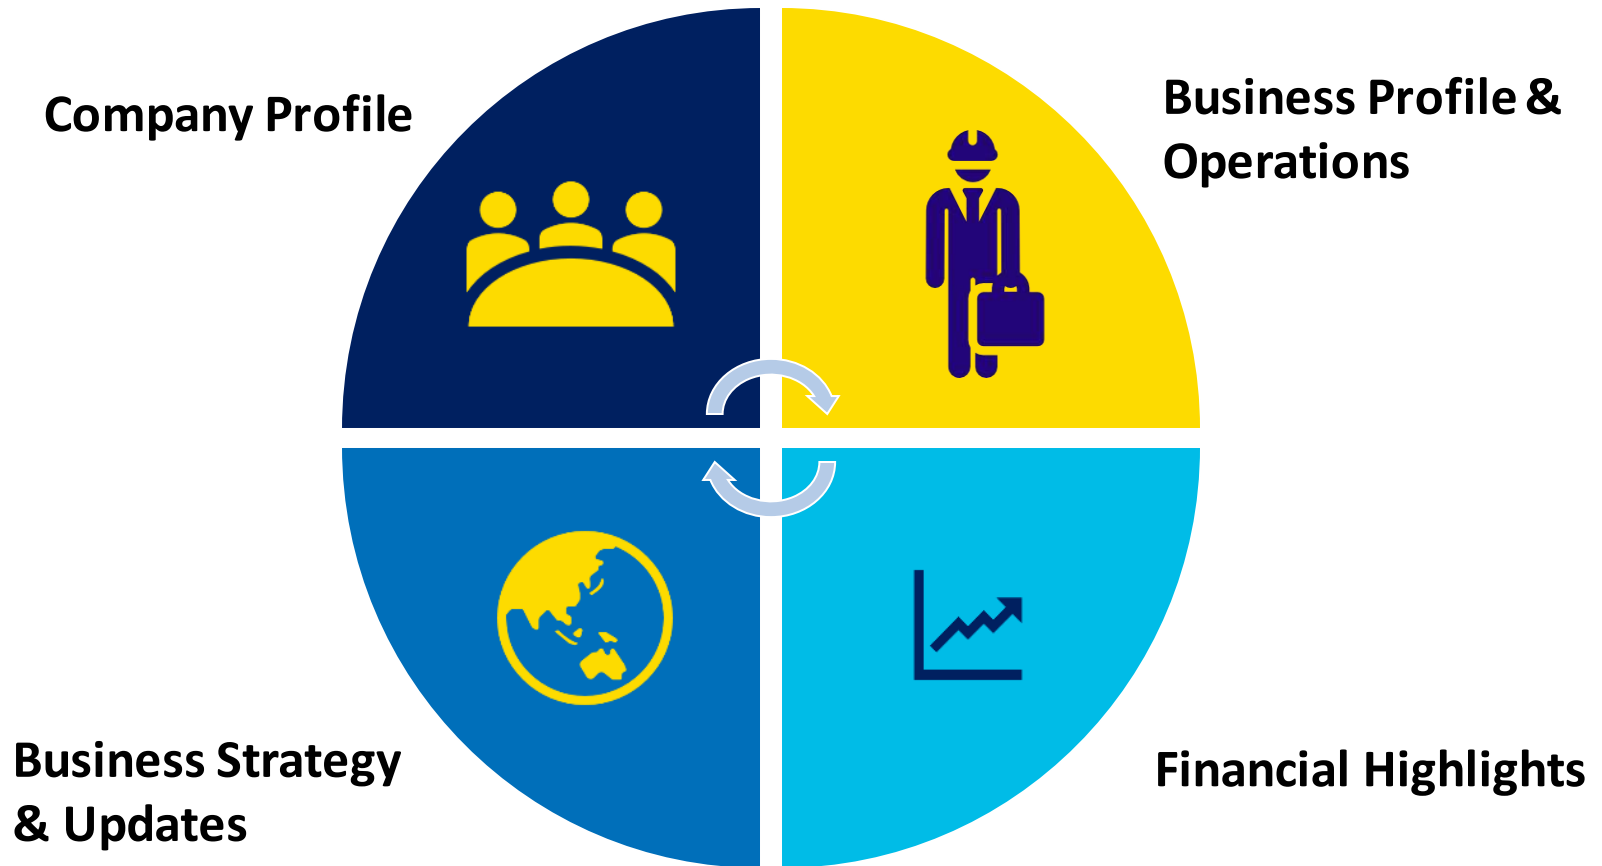 Company Profile
Business Profile &
Operations
Business Strategy
& Updates
Financial Highlights